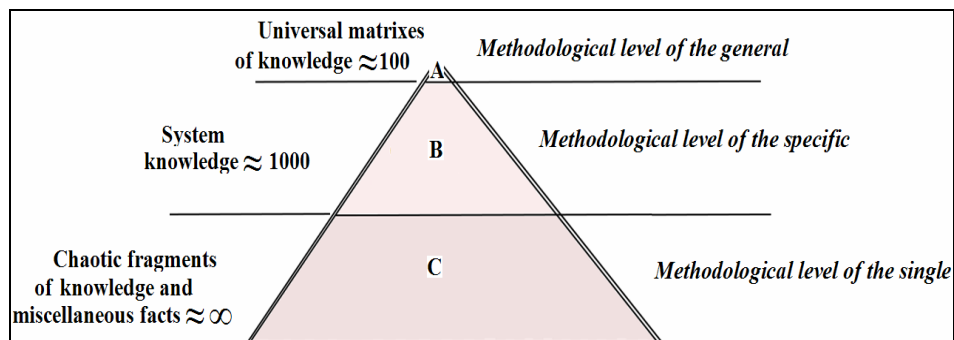 Universal matrixes
of knowledge ≈100
Methodological level of the general
A
System
knowledge ≈ 1000
B
Methodological level of the specific
Chaotic fragments
of knowledge and
miscellaneous facts ≈ ∞
C
Methodological level of the single